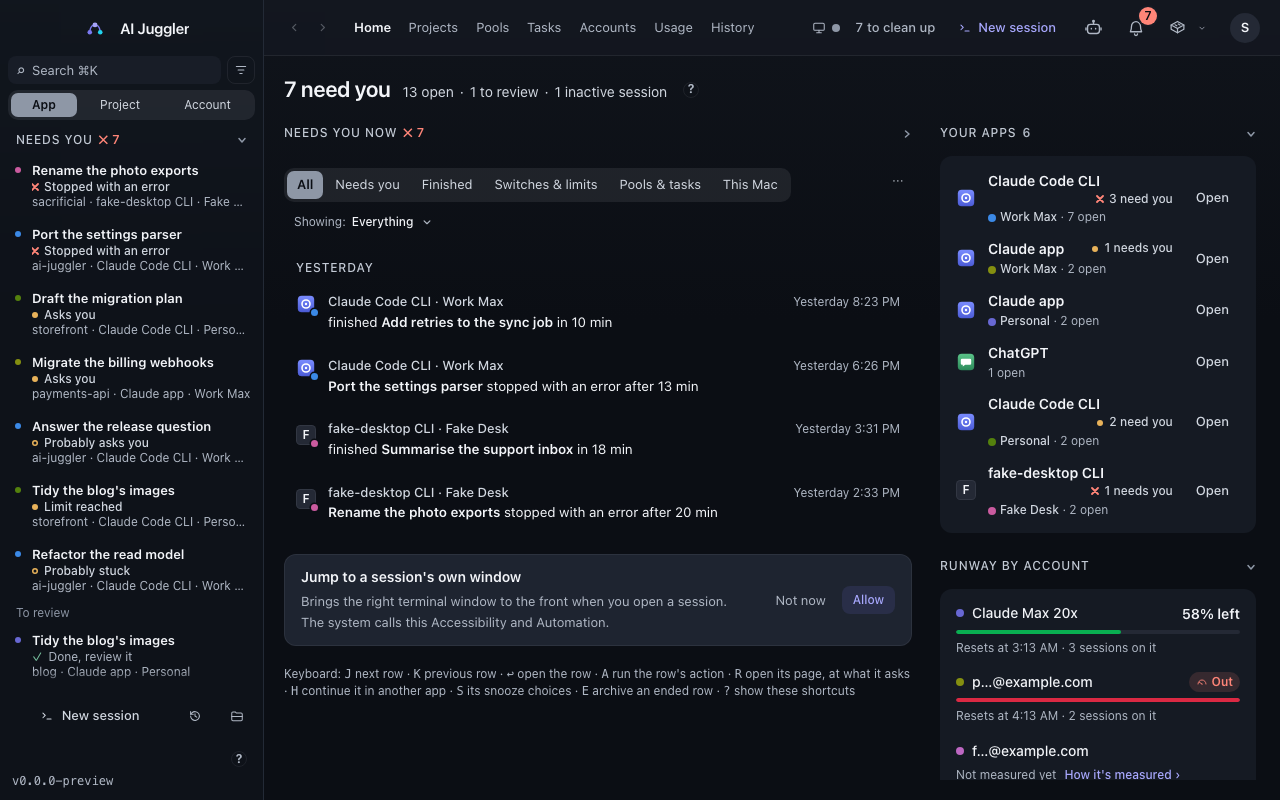 AI Juggler
Search ⌘K
App Project Account
NEEDS YOU 7
Rename the photo exports
Stopped with an error
sacrificial · fake-desktop CLI · Fake ...
Port the settings parser
Stopped with an error
ai-juggler · Claude Code CLI · Work ...
Draft the migration plan
Asks you
storefront · Claude Code CLI · Perso...
Migrate the billing webhooks
Asks you
payments-api · Claude app · Work Max
Answer the release question
Probably asks you
ai-juggler · Claude Code CLI · Work ...
Tidy the blog's images
Limit reached
storefront · Claude Code CLI · Perso...
Refactor the read model
Probably stuck
ai-juggler · Claude Code CLI · Work ...
To review
Tidy the blog's images
Done, review it
blog · Claude app · Personal
New session
?
v0.0.0-preview
Home Projects Pools Tasks Accounts Usage History
7 to clean up
New session
7
S
7 need you 13 open · 1 to review · 1 inactive session ?
NEEDS YOU NOW 7
All Needs you Finished Switches & limits Pools & tasks This Mac ...
Showing: Everything
YESTERDAY
Claude Code CLI · Work Max Yesterday 8:23 PM
finished Add retries to the sync job in 10 min
Claude Code CLI · Work Max Yesterday 6:26 PM
Port the settings parser stopped with an error after 13 min
F fake-desktop CLI · Fake Desk Yesterday 3:31 PM
finished Summarise the support inbox in 18 min
F fake-desktop CLI · Fake Desk Yesterday 2:33 PM
Rename the photo exports stopped with an error after 20 min
Jump to a session's own window
Brings the right terminal window to the front when you open a session.
The system calls this Accessibility and Automation.
Not now Allow
Keyboard: J next row · K previous row · ↩ open the row · A run the row's action · R open its page, at what it asks
· H continue it in another app · S its snooze choices · E archive an ended row · ? show these shortcuts
YOUR APPS 6
Claude Code CLI
3 need you
Work Max · 7 open
Open
Claude app 1 needs you
Work Max · 2 open
Open
Claude app
Personal · 2 open
Open
ChatGPT
1 open
Open
Claude Code CLI
2 need you
Personal · 2 open
Open
F fake-desktop CLI
1 needs you
Fake Desk · 2 open
Open
RUNWAY BY ACCOUNT
Claude Max 20x 58% left
Resets at 3:13 AM · 3 sessions on it
p...@example.com Out
Resets at 4:13 AM · 2 sessions on it
f...@example.com
Not measured yet How it's measured ›